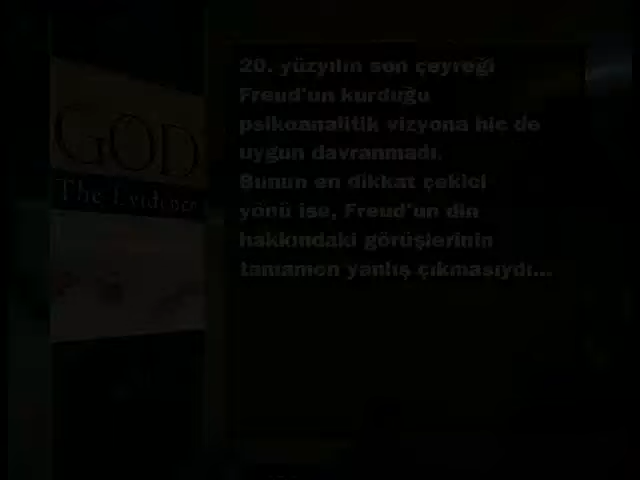 GOD
The Evidence
20. yüzyılın son çeyreği
Freud'un kurduğu
psikoanalitik vizyona hiç de
uygun davranmadı.
Bunun en dikkat çekici
yönü ise, Freud'un din
hakkındaki görüşlerinin
tamamen yanlış çıkmasıydı...